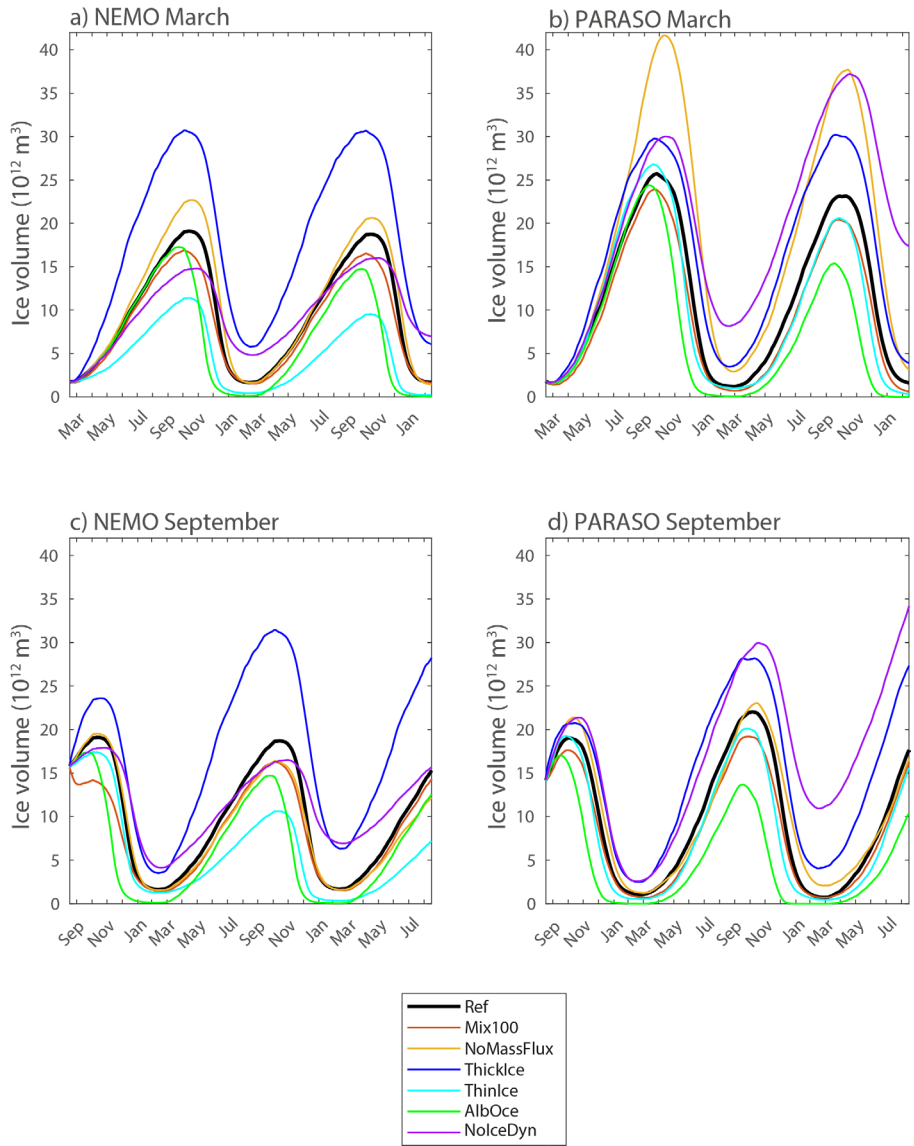 a) NEMO March
b) PARASO March
Ice volume (10¹² m³)
40
35
30
25
20
15
10
5
0
Mar
May
Jul
Sep
Nov
Jan
Mar
May
Jul
Sep
Nov
Jan
Ice volume (10¹² m³)
40
35
30
25
20
15
10
5
0
Mar
May
Jul
Sep
Nov
Jan
Mar
May
Jul
Sep
Nov
Jan
c) NEMO September
d) PARASO September
Ice volume (10¹² m³)
40
35
30
25
20
15
10
5
0
Sep
Nov
Jan
Mar
May
Jul
Sep
Nov
Jan
Mar
May
Jul
Ice volume (10¹² m³)
40
35
30
25
20
15
10
5
0
Sep
Nov
Jan
Mar
May
Jul
Sep
Nov
Jan
Mar
May
Jul
Ref
Mix100
NoMassFlux
ThickIce
ThinIce
AlbOce
NoIceDyn